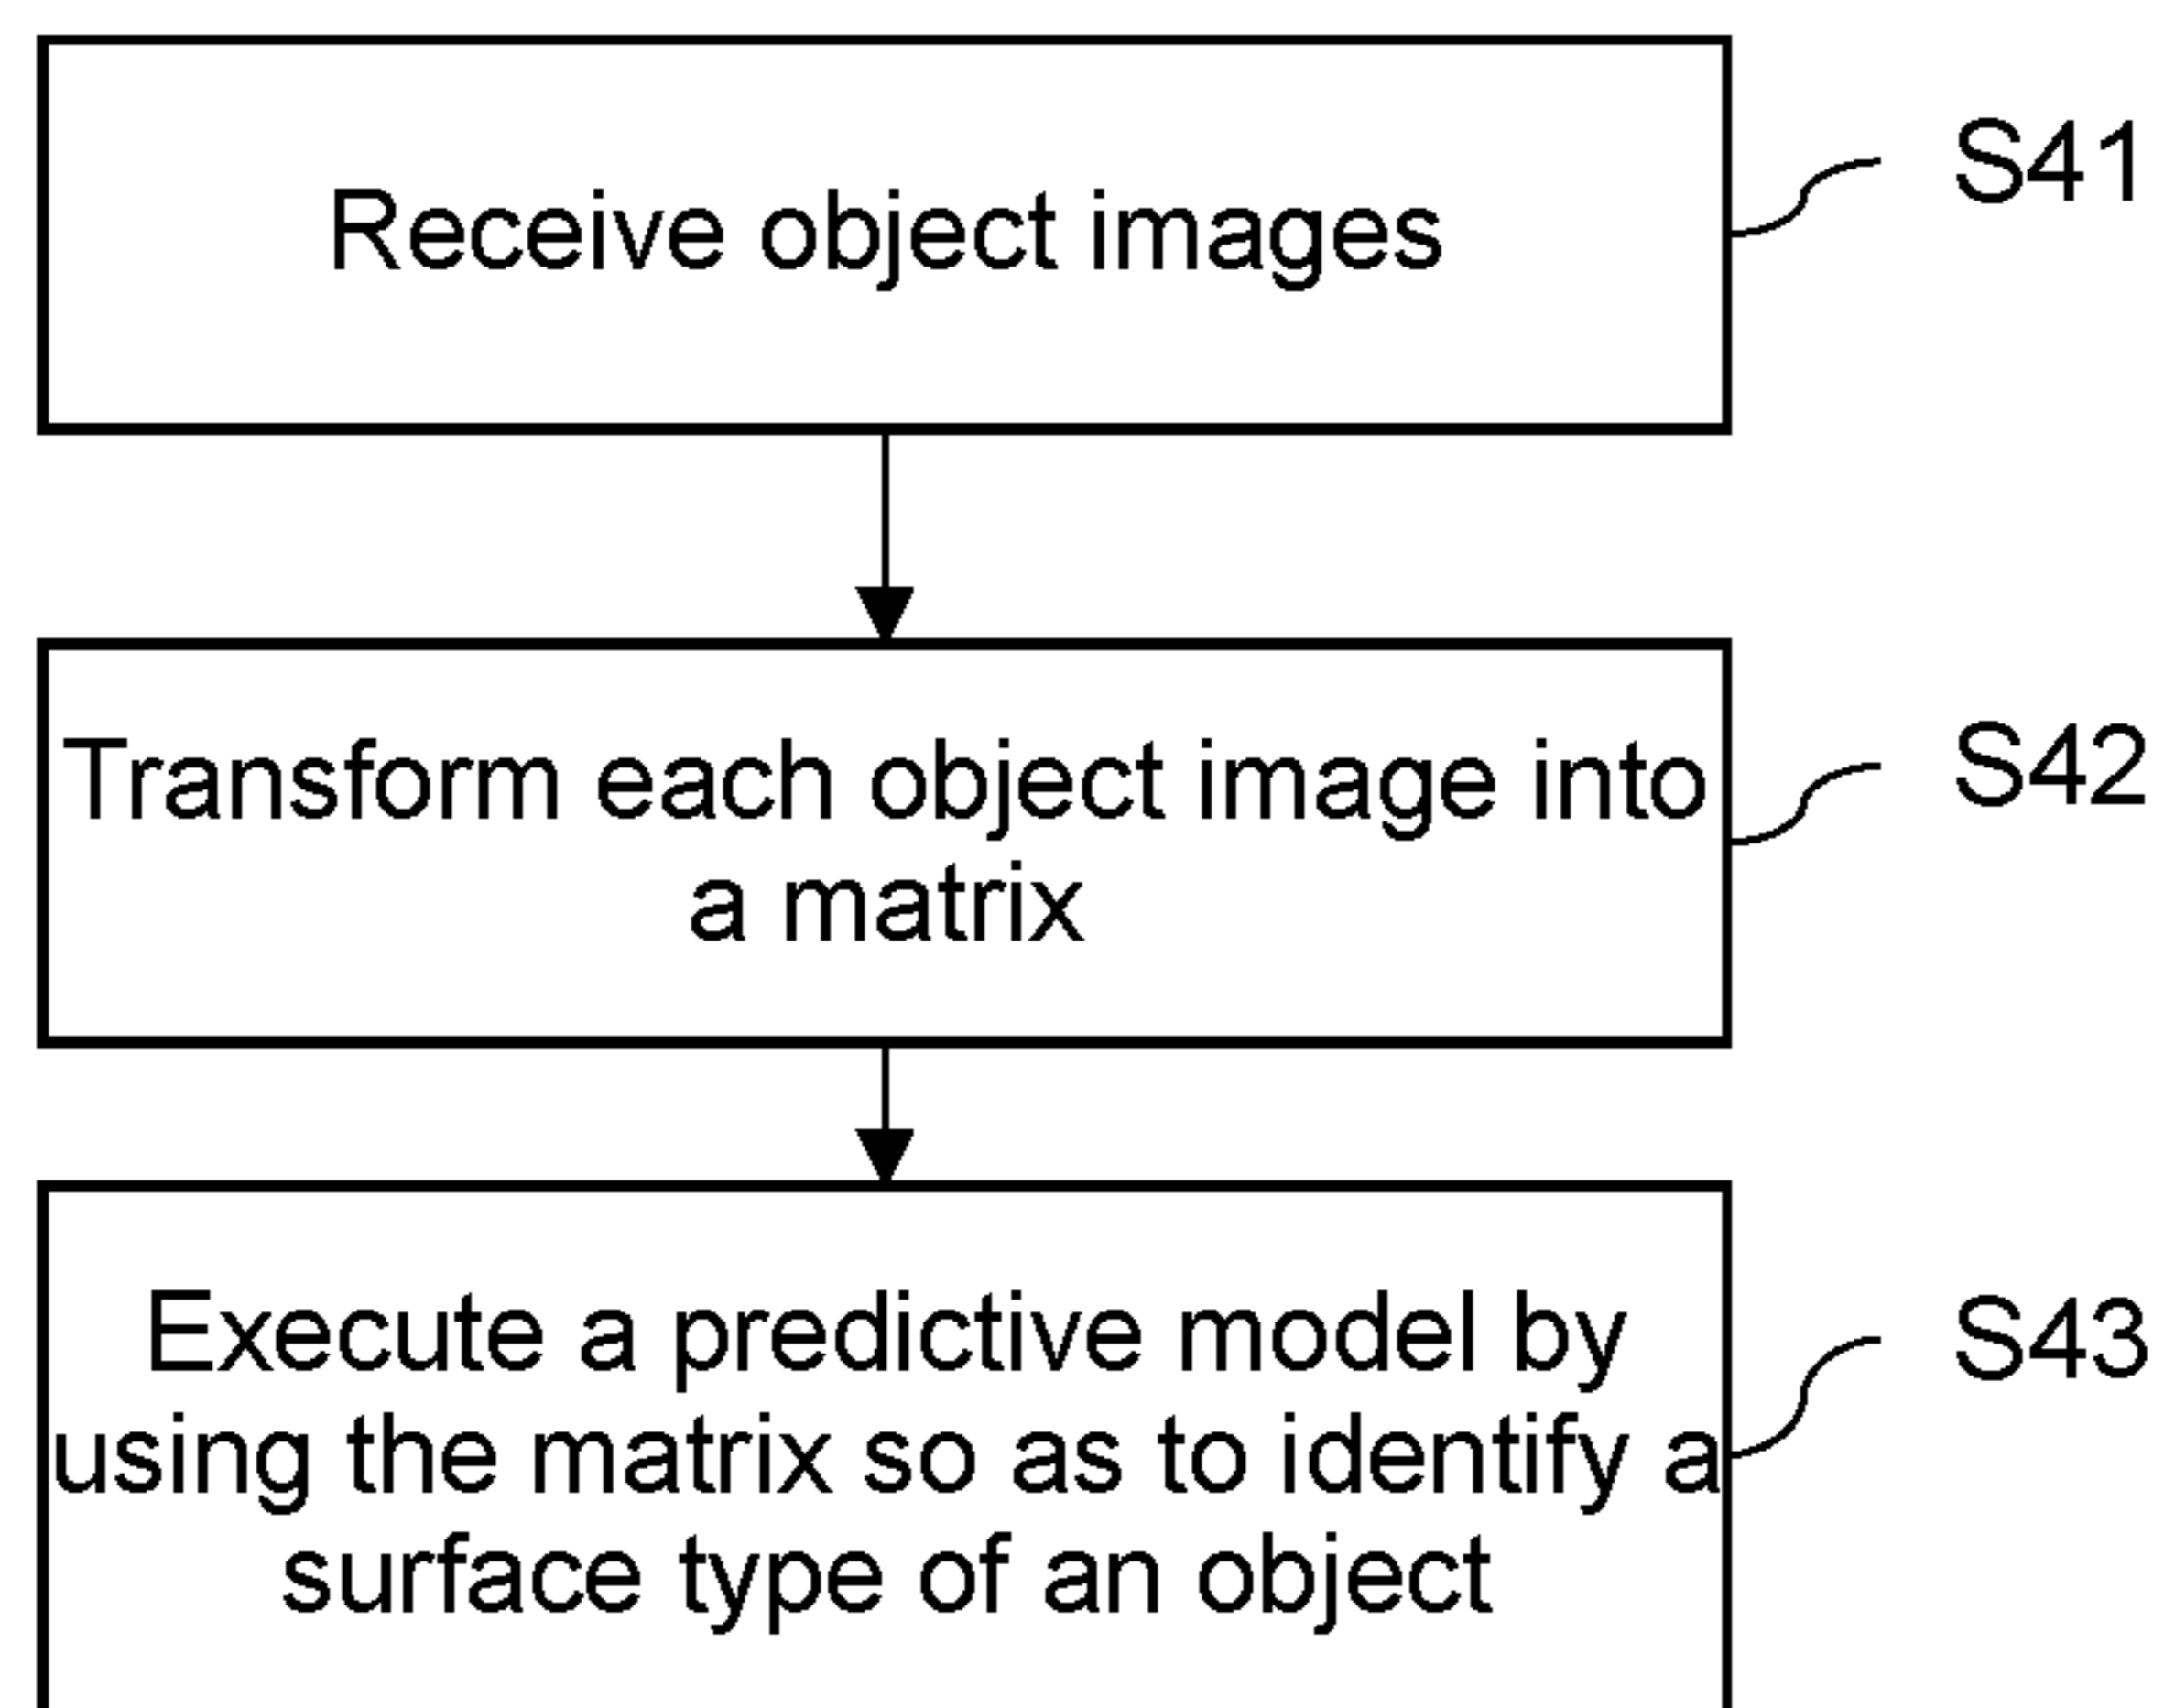 Receive object images
S41
Transform each object image into
a matrix
S42
Execute a predictive model by
using the matrix so as to identify a
surface type of an object
S43